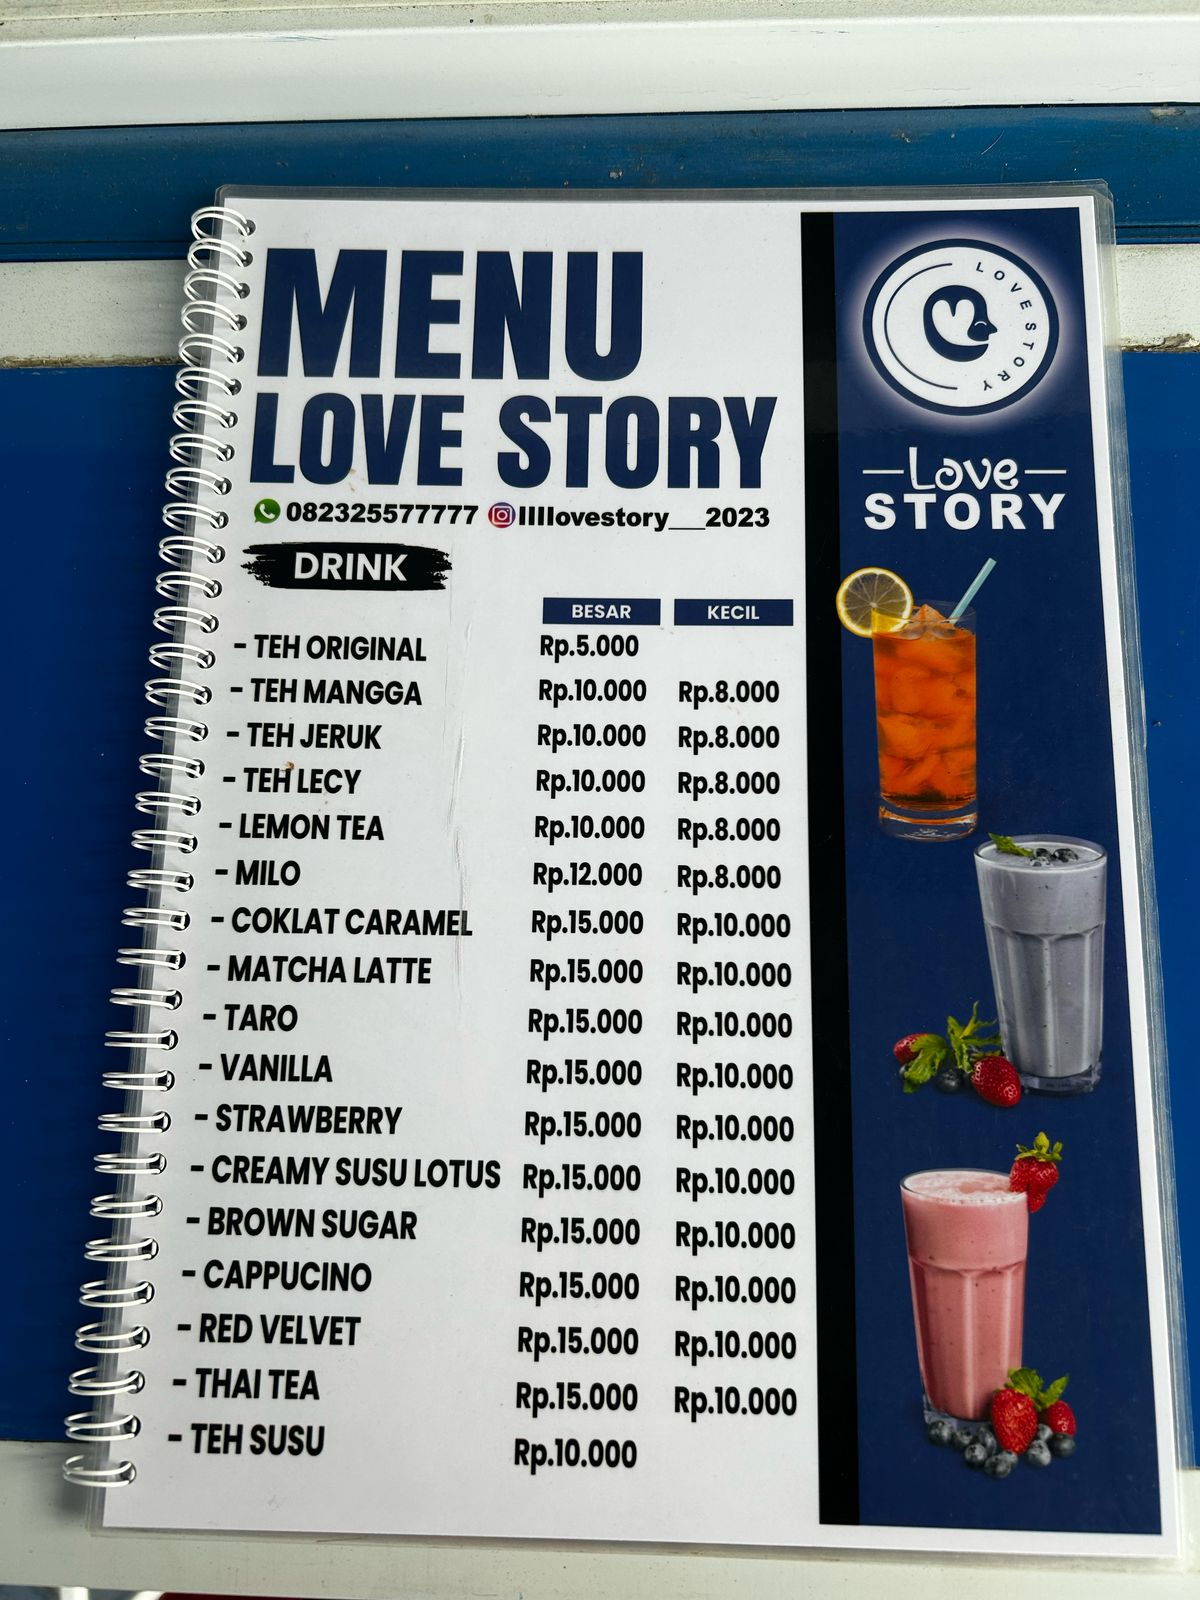 MENU
LOVE STORY
082325577777 llllovestory___2023
DRINK
BESAR KECIL
- TEH ORIGINAL Rp.5.000
- TEH MANGGA Rp.10.000 Rp.8.000
- TEH JERUK Rp.10.000 Rp.8.000
- TEH LECY Rp.10.000 Rp.8.000
- LEMON TEA Rp.10.000 Rp.8.000
- MILO Rp.12.000 Rp.8.000
- COKLAT CARAMEL Rp.15.000 Rp.10.000
- MATCHA LATTE Rp.15.000 Rp.10.000
- TARO Rp.15.000 Rp.10.000
- VANILLA Rp.15.000 Rp.10.000
- STRAWBERRY Rp.15.000 Rp.10.000
- CREAMY SUSU LOTUS Rp.15.000 Rp.10.000
- BROWN SUGAR Rp.15.000 Rp.10.000
- CAPPUCINO Rp.15.000 Rp.10.000
- RED VELVET Rp.15.000 Rp.10.000
- THAI TEA Rp.15.000 Rp.10.000
- TEH SUSU Rp.10.000
LOVE STORY
Love
STORY